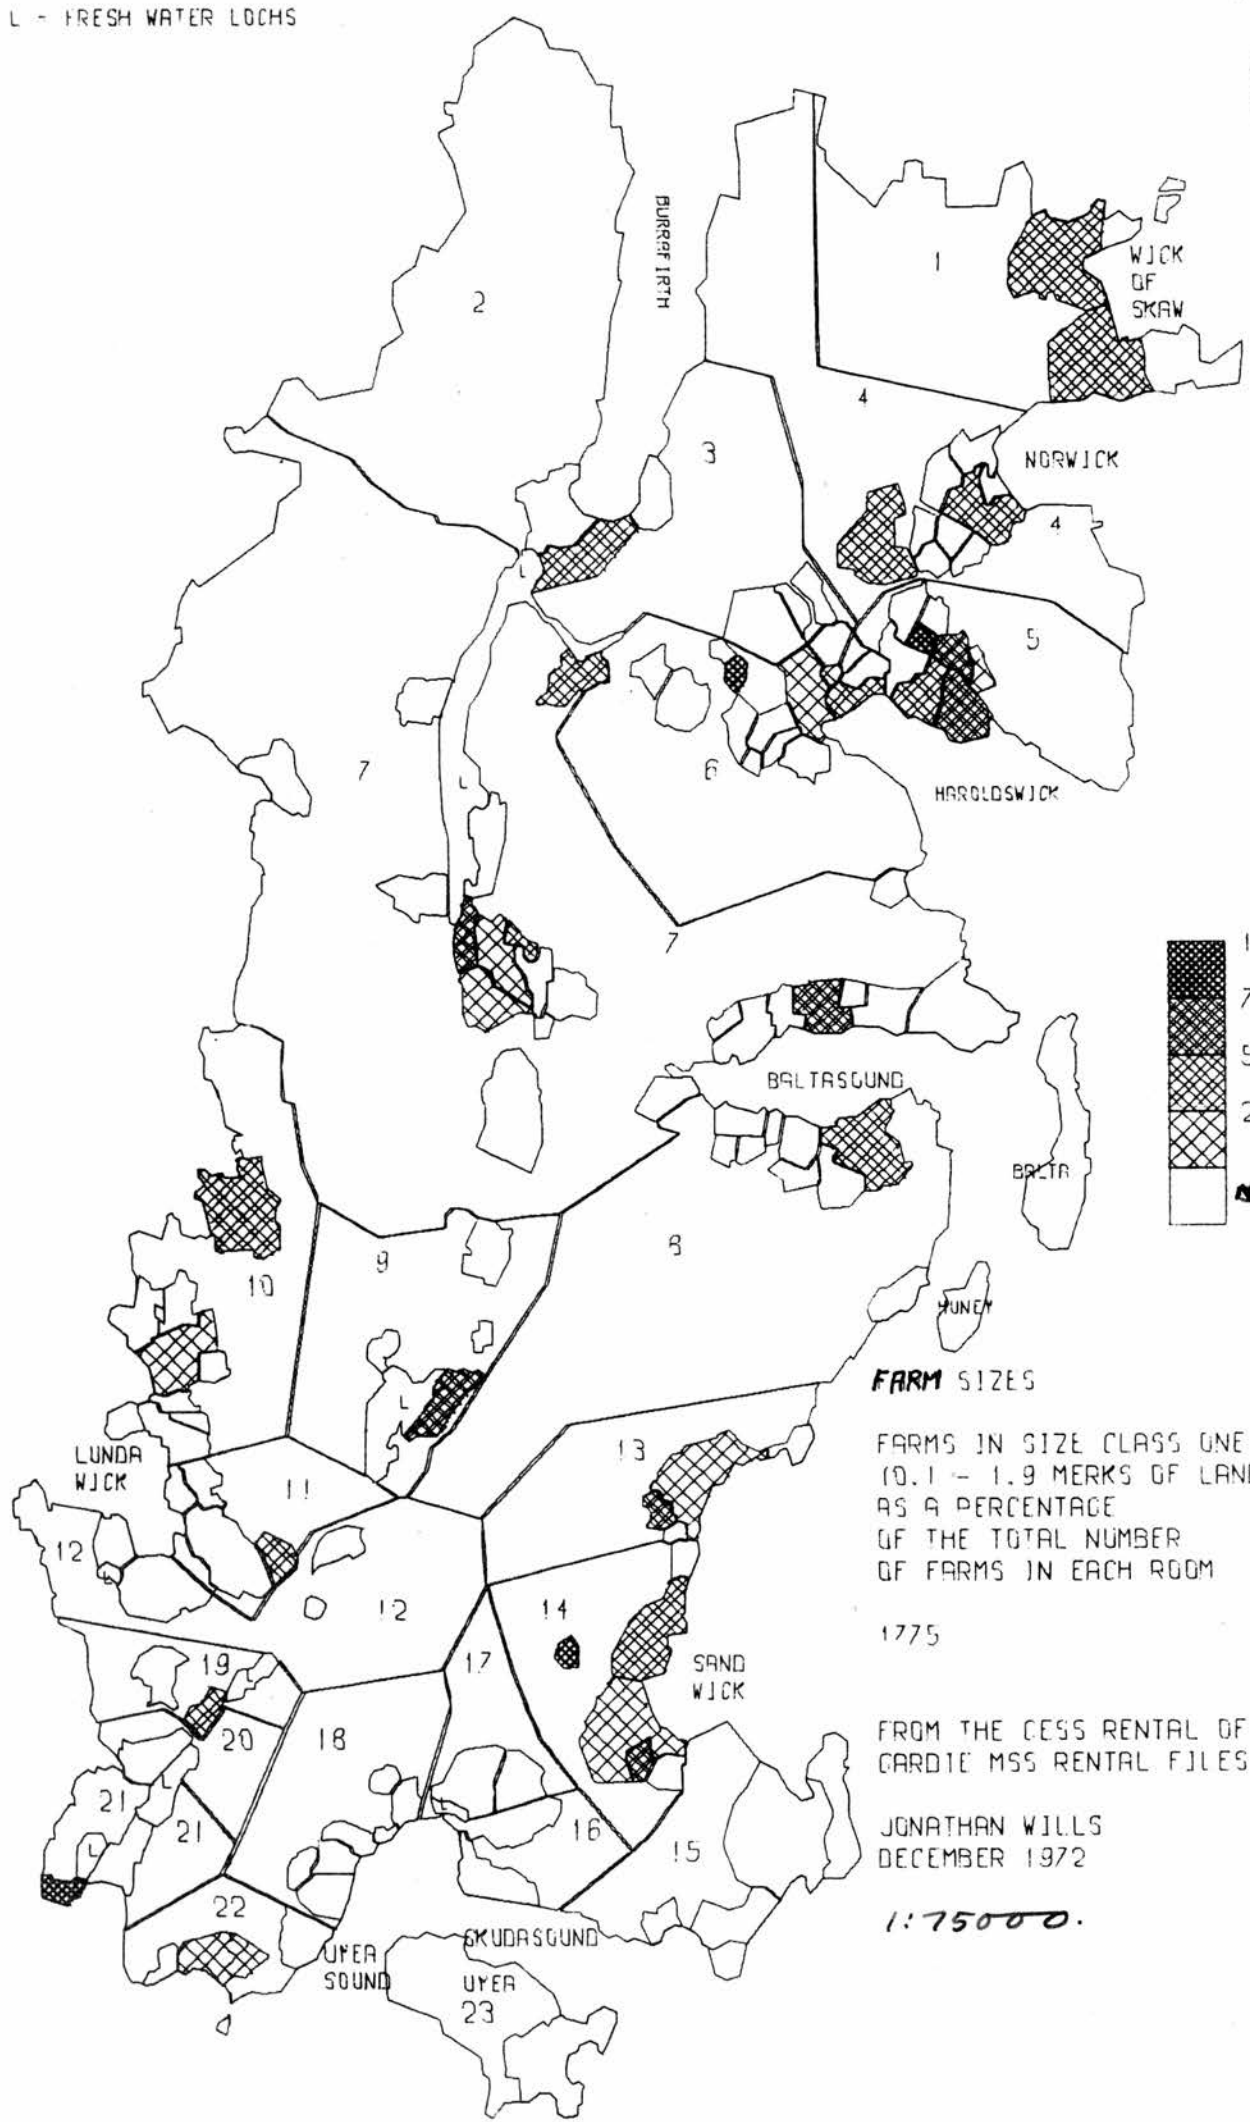 L - FRESH WATER LOCHS
BURRAFIRTH
1
WICK
OF
SKAW
2
4
3
NORWICK
4
5
L
7
L
6
HAROLDSWICK
7
1
7
5
2
BALTASOUND
BALTA
8
9
10
HUNEY
L
FARM SIZES
FARMS IN SIZE CLASS ONE
(0.1 - 1.9 MERKS OF LAND
AS A PERCENTAGE
OF THE TOTAL NUMBER
OF FARMS IN EACH ROOM
1775
FROM THE CESS RENTAL OF
GARDIE MSS RENTAL FILES
JONATHAN WILLS
DECEMBER 1972
1:75000.
13
LUNDA
WICK
11
12
L
12
14
17
SAND
WICK
19
20
18
L
21
21
L
L
16
15
22
UYEA
SOUND
SKUDASOUND
UYEA
23